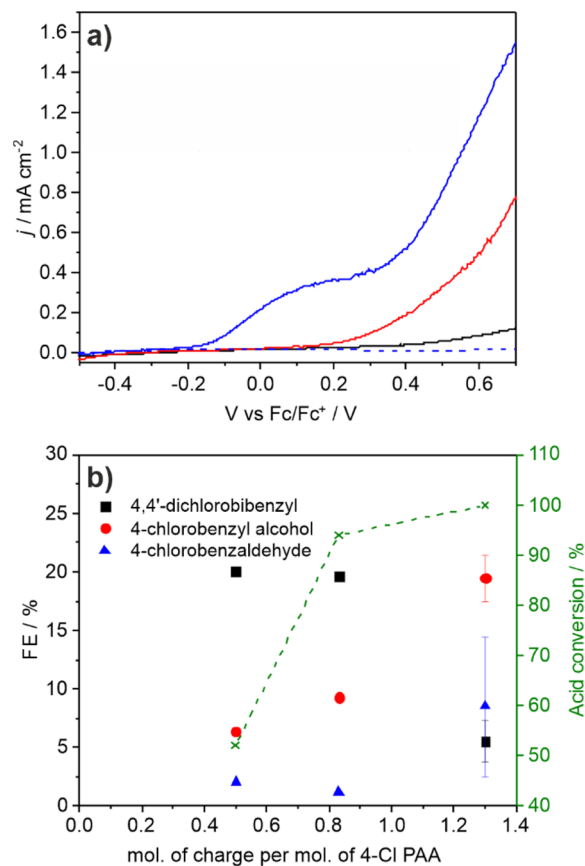 a)
j / mA cm⁻²
1.6
1.4
1.2
1.0
0.8
0.6
0.4
0.2
0.0
-0.4 -0.2 0.0 0.2 0.4 0.6
V vs Fc/Fc⁺ / V
b)
4,4'-dichlorobibenzyl
4-chlorobenzyl alcohol
4-chlorobenzaldehyde
FE / %
30
25
20
15
10
5
0
Acid conversion / %
110
100
90
80
70
60
50
40
0.0 0.2 0.4 0.6 0.8 1.0 1.2 1.4
mol. of charge per mol. of 4-Cl PAA